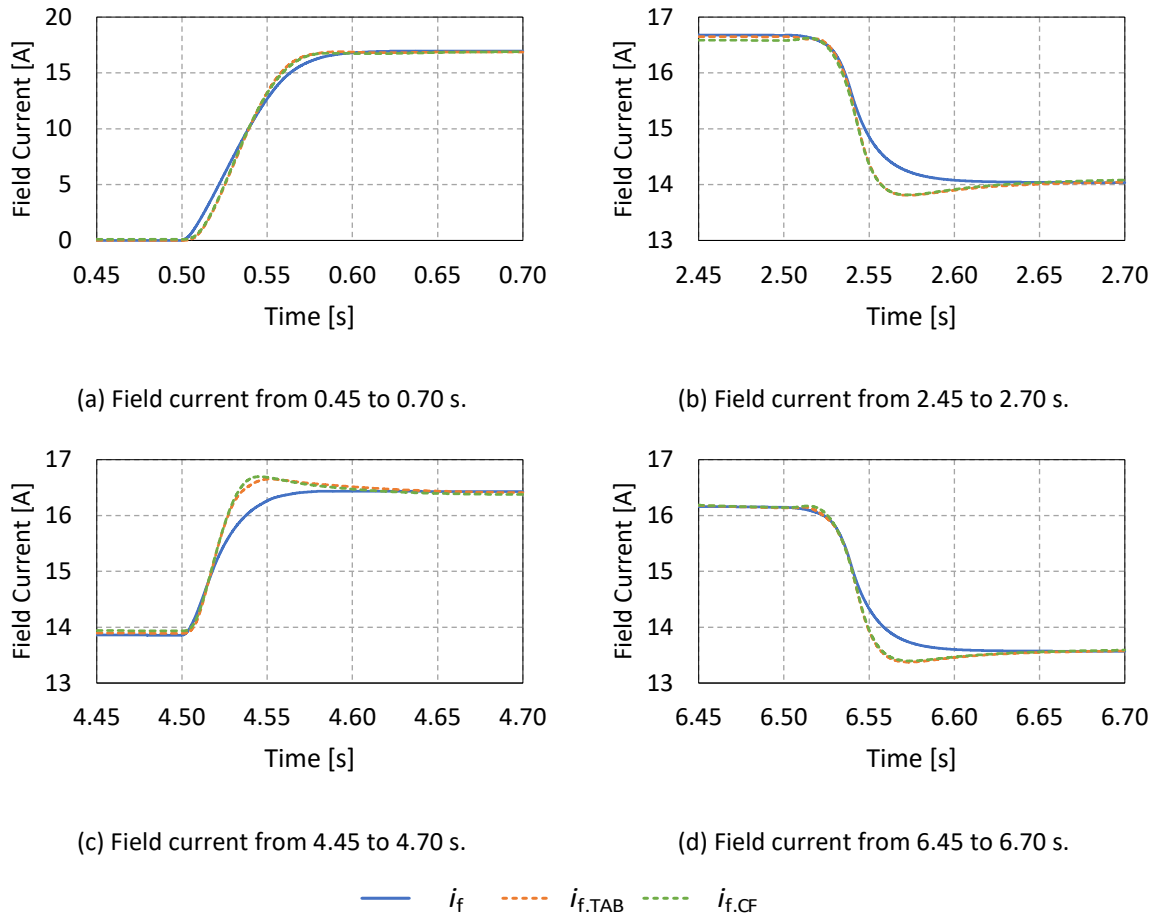 Field Current [A]
20
15
10
5
0
0.45 0.50 0.55 0.60 0.65 0.70
Time [s]
(a) Field current from 0.45 to 0.70 s.
Field Current [A]
17
16
15
14
13
2.45 2.50 2.55 2.60 2.65 2.70
Time [s]
(b) Field current from 2.45 to 2.70 s.
Field Current [A]
17
16
15
14
13
4.45 4.50 4.55 4.60 4.65 4.70
Time [s]
(c) Field current from 4.45 to 4.70 s.
Field Current [A]
17
16
15
14
13
6.45 6.50 6.55 6.60 6.65 6.70
Time [s]
(d) Field current from 6.45 to 6.70 s.
if if.TAB if.CF